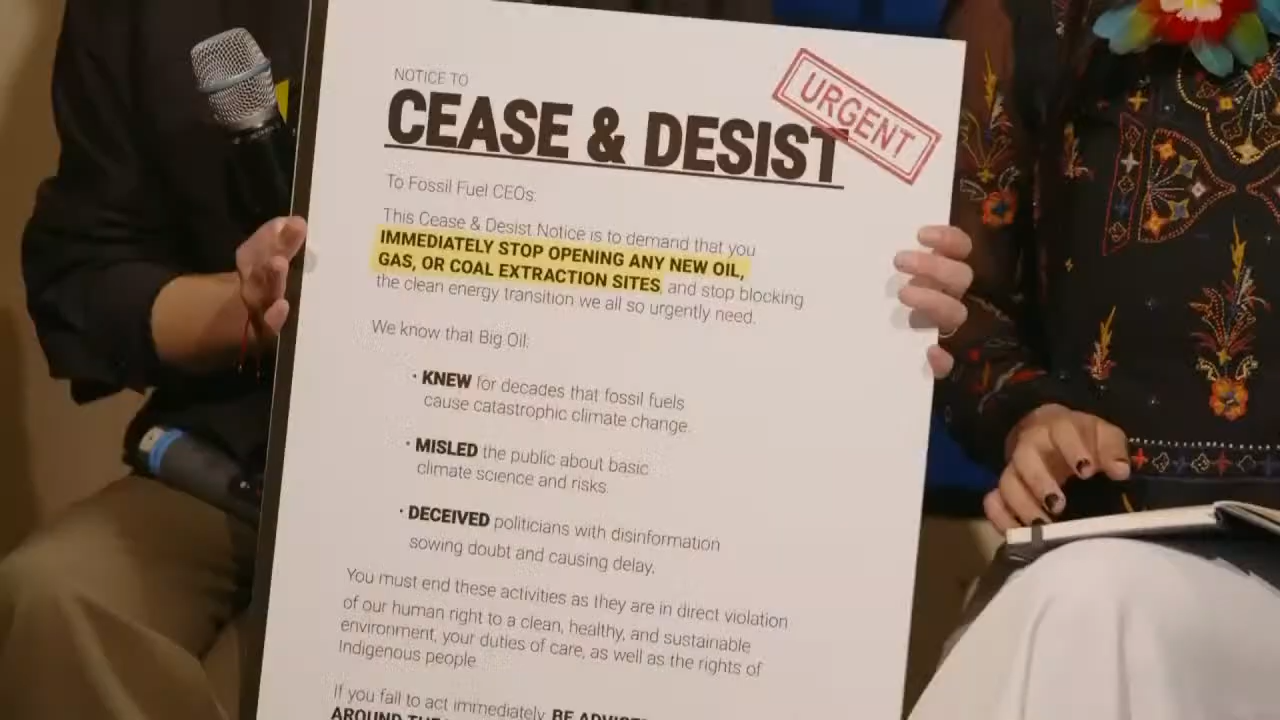 NOTICE TO
URGENT
CEASE & DESIST
To Fossil Fuel CEOs:
This Cease & Desist Notice is to demand that you
IMMEDIATELY STOP OPENING ANY NEW OIL,
GAS, OR COAL EXTRACTION SITES, and stop blocking
the clean energy transition we all so urgently need.
We know that Big Oil:
· KNEW for decades that fossil fuels
cause catastrophic climate change.
· MISLED the public about basic
climate science and risks.
· DECEIVED politicians with disinformation
sowing doubt and causing delay.
You must end these activities as they are in direct violation
of our human right to a clean, healthy, and sustainable
environment, your duties of care, as well as the rights of
Indigenous people.
If you fail to act immediately, BE
AROUND